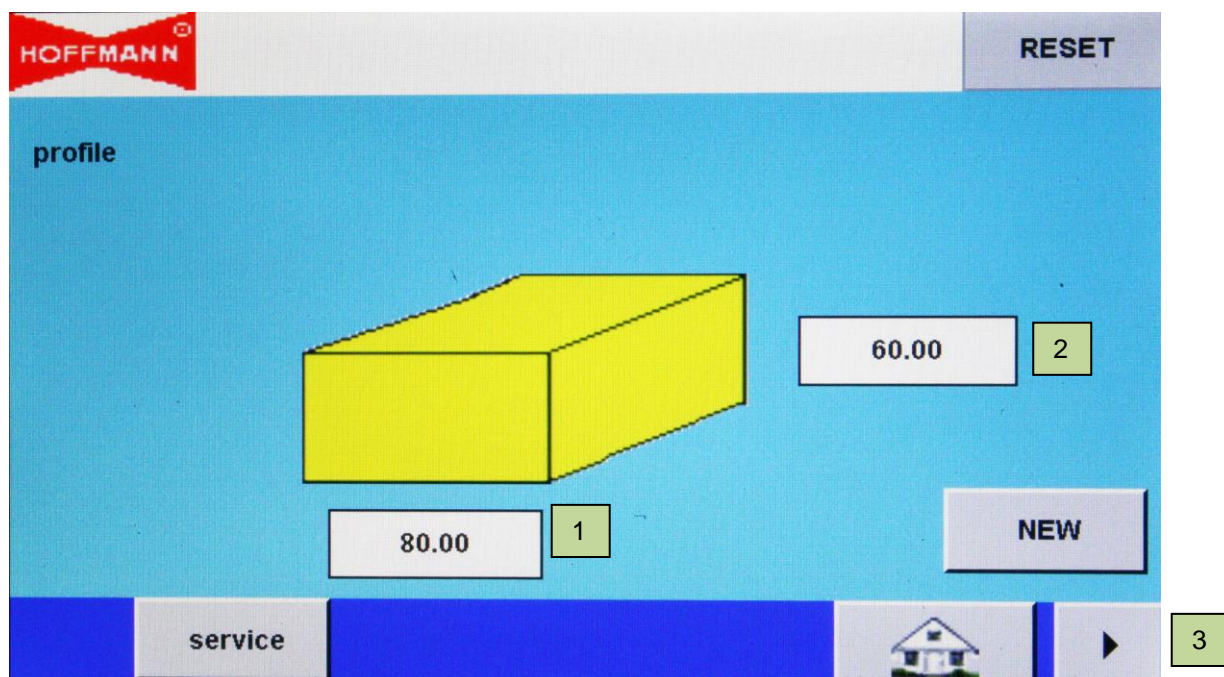 HOFFMANN ®
RESET
profile
60.00
2
80.00
1
NEW
service
3